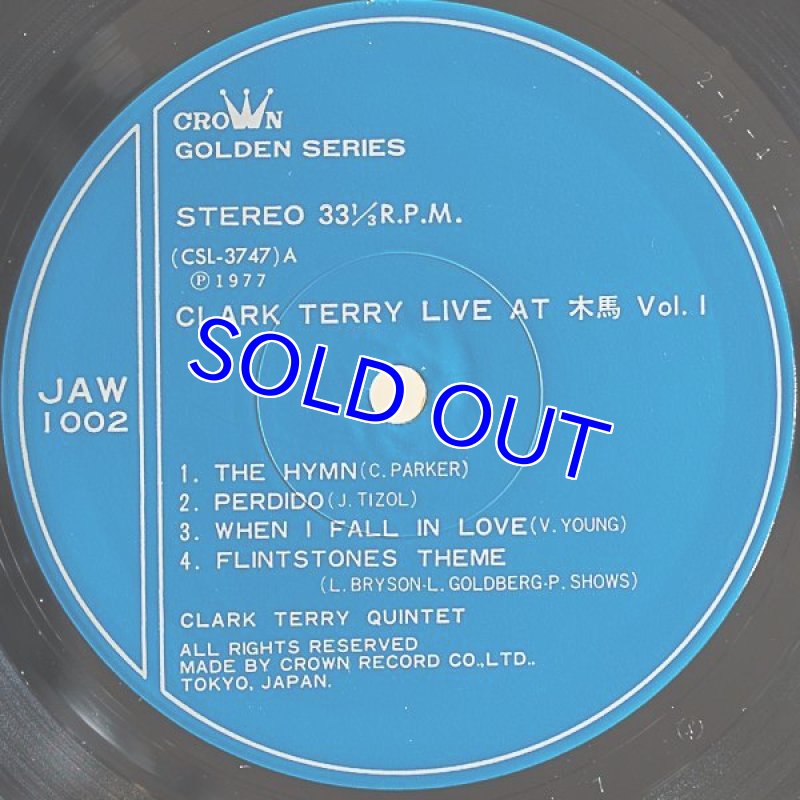 CROWN
GOLDEN SERIES
STEREO 33⅓R.P.M.
(CSL-3747)A
Ⓟ1977
CLARK TERRY LIVE AT 木馬 Vol.1
SOLD OUT
JAW
1002
1. THE HYMN(C. PARKER)
2. PERDIDO(J. TIZOL)
3. WHEN I FALL IN LOVE(V. YOUNG)
4. FLINTSTONES THEME
(L. BRYSON-L. GOLDBERG-P. SHOWS)
CLARK TERRY QUINTET
ALL RIGHTS RESERVED
MADE BY CROWN RECORD CO.,LTD..
TOKYO, JAPAN.